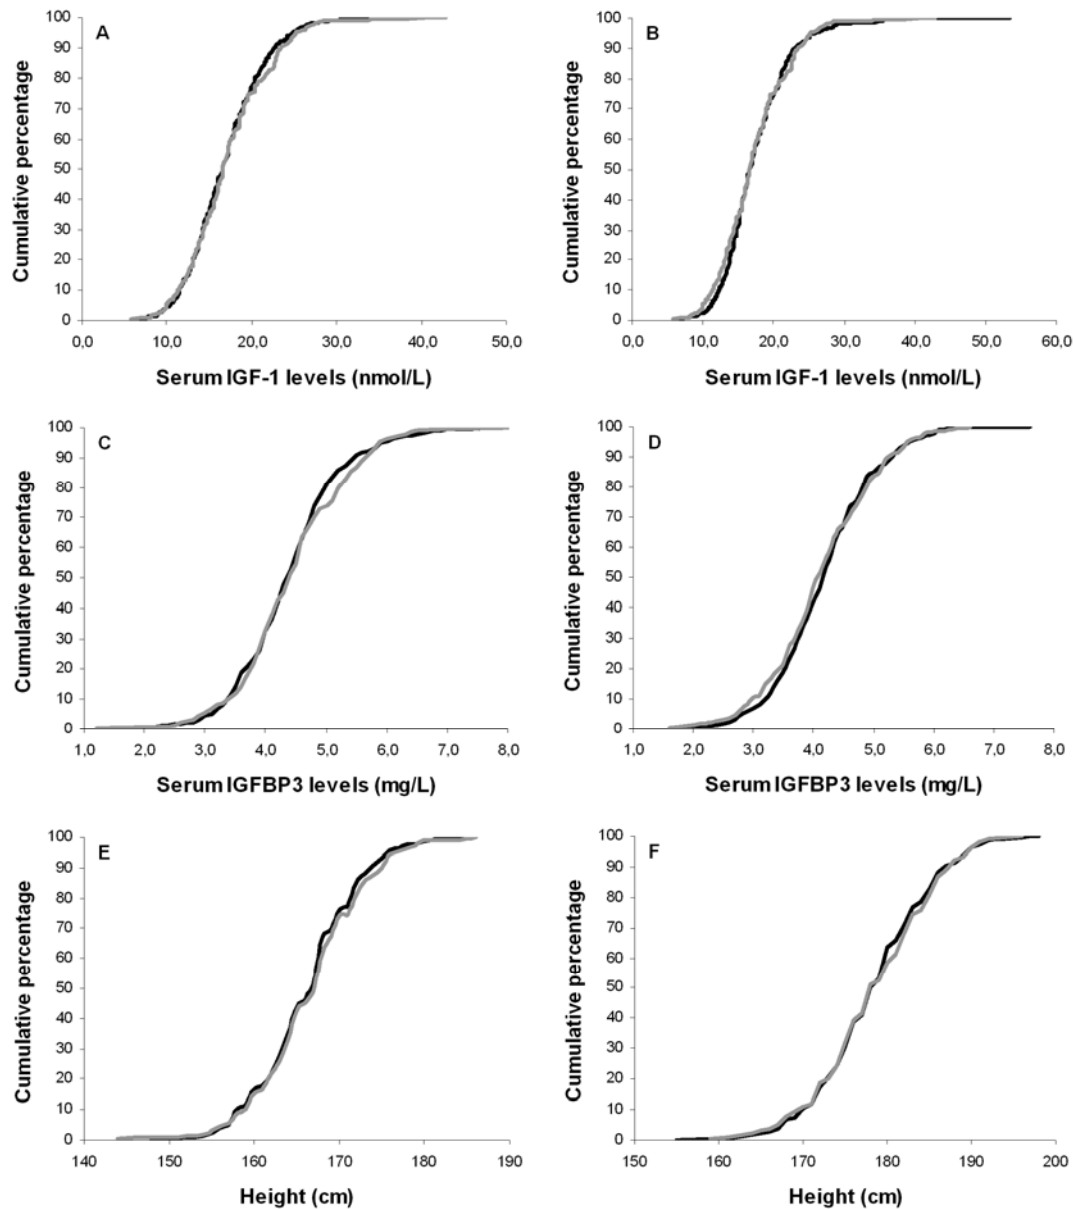 A
Cumulative percentage
100
90
80
70
60
50
40
30
20
10
0
0,0 10,0 20,0 30,0 40,0 50,0
Serum IGF-1 levels (nmol/L)
B
Cumulative percentage
100
90
80
70
60
50
40
30
20
10
0
0,0 10,0 20,0 30,0 40,0 50,0 60,0
Serum IGF-1 levels (nmol/L)
C
Cumulative percentage
100
90
80
70
60
50
40
30
20
10
0
1,0 2,0 3,0 4,0 5,0 6,0 7,0 8,0
Serum IGFBP3 levels (mg/L)
D
Cumulative percentage
100
90
80
70
60
50
40
30
20
10
0
1,0 2,0 3,0 4,0 5,0 6,0 7,0 8,0
Serum IGFBP3 levels (mg/L)
E
Cumulative percentage
100
90
80
70
60
50
40
30
20
10
0
140 150 160 170 180 190
Height (cm)
F
Cumulative percentage
100
90
80
70
60
50
40
30
20
10
0
150 160 170 180 190 200
Height (cm)